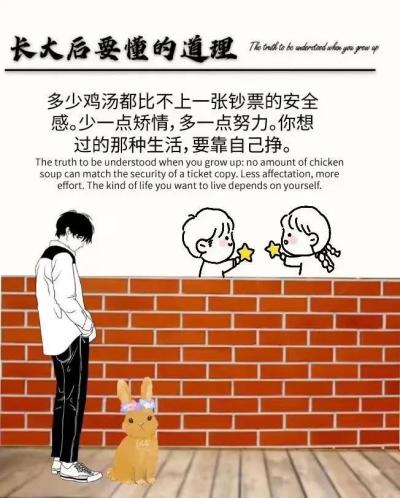 长大后要懂的道理
The truth to be understood when you grow up
多少鸡汤都比不上一张钞票的安全
感。少一点矫情，多一点努力。你想
过的那种生活，要靠自己挣。
The truth to be understood when you grow up: no amount of chicken
soup can match the security of a ticket copy. Less affectation, more
effort. The kind of life you want to live depends on yourself.